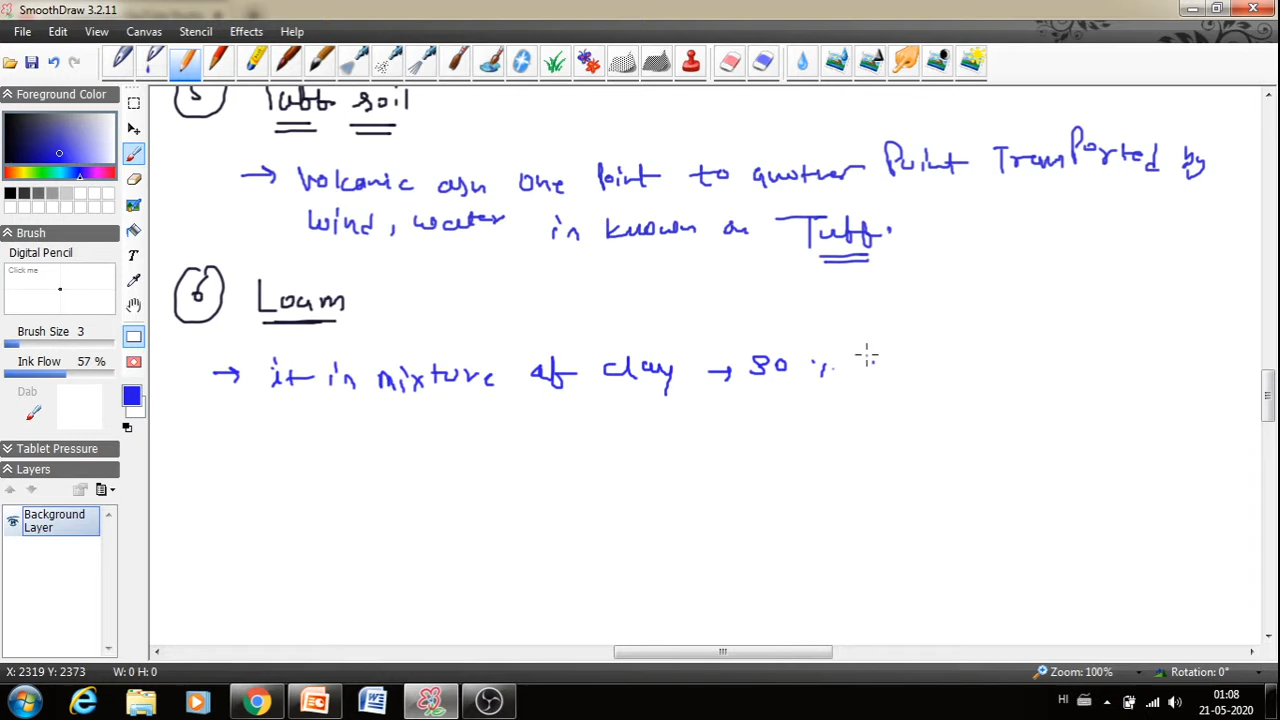 SmoothDraw 3.2.11
File Edit View Canvas Stencil Effects Help
Foreground Color
Brush
Digital Pencil
Click me
Brush Size 3
Ink Flow 57 %
Dab
Tablet Pressure
Layers
Background Layer
5 Tuff soil
→ Volcanic ash one point to another Point Transported by
wind, water is known as Tuff.
6 Loam
→ it is mixture of clay → 30 %
X: 2319 Y: 2373 W: 0 H: 0 Zoom: 100% Rotation: 0°
HI 01:08
21-05-2020